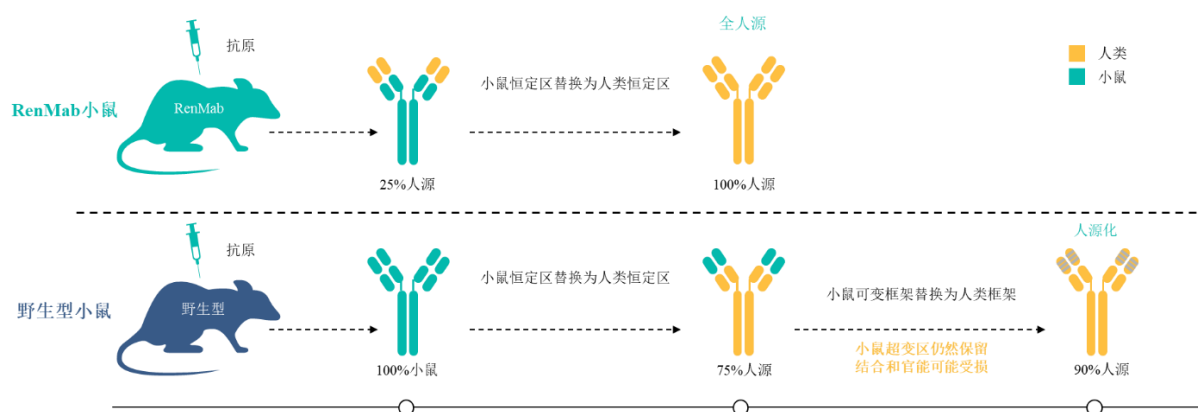 全人源
抗原
人类
小鼠
小鼠恒定区替换为人类恒定区
RenMab小鼠
RenMab
25%人源
100%人源
抗原
人源化
小鼠恒定区替换为人类恒定区
小鼠可变框架替换为人类框架
野生型小鼠
野生型
小鼠超变区仍然保留
结合和官能可能受损
100%小鼠
75%人源
90%人源